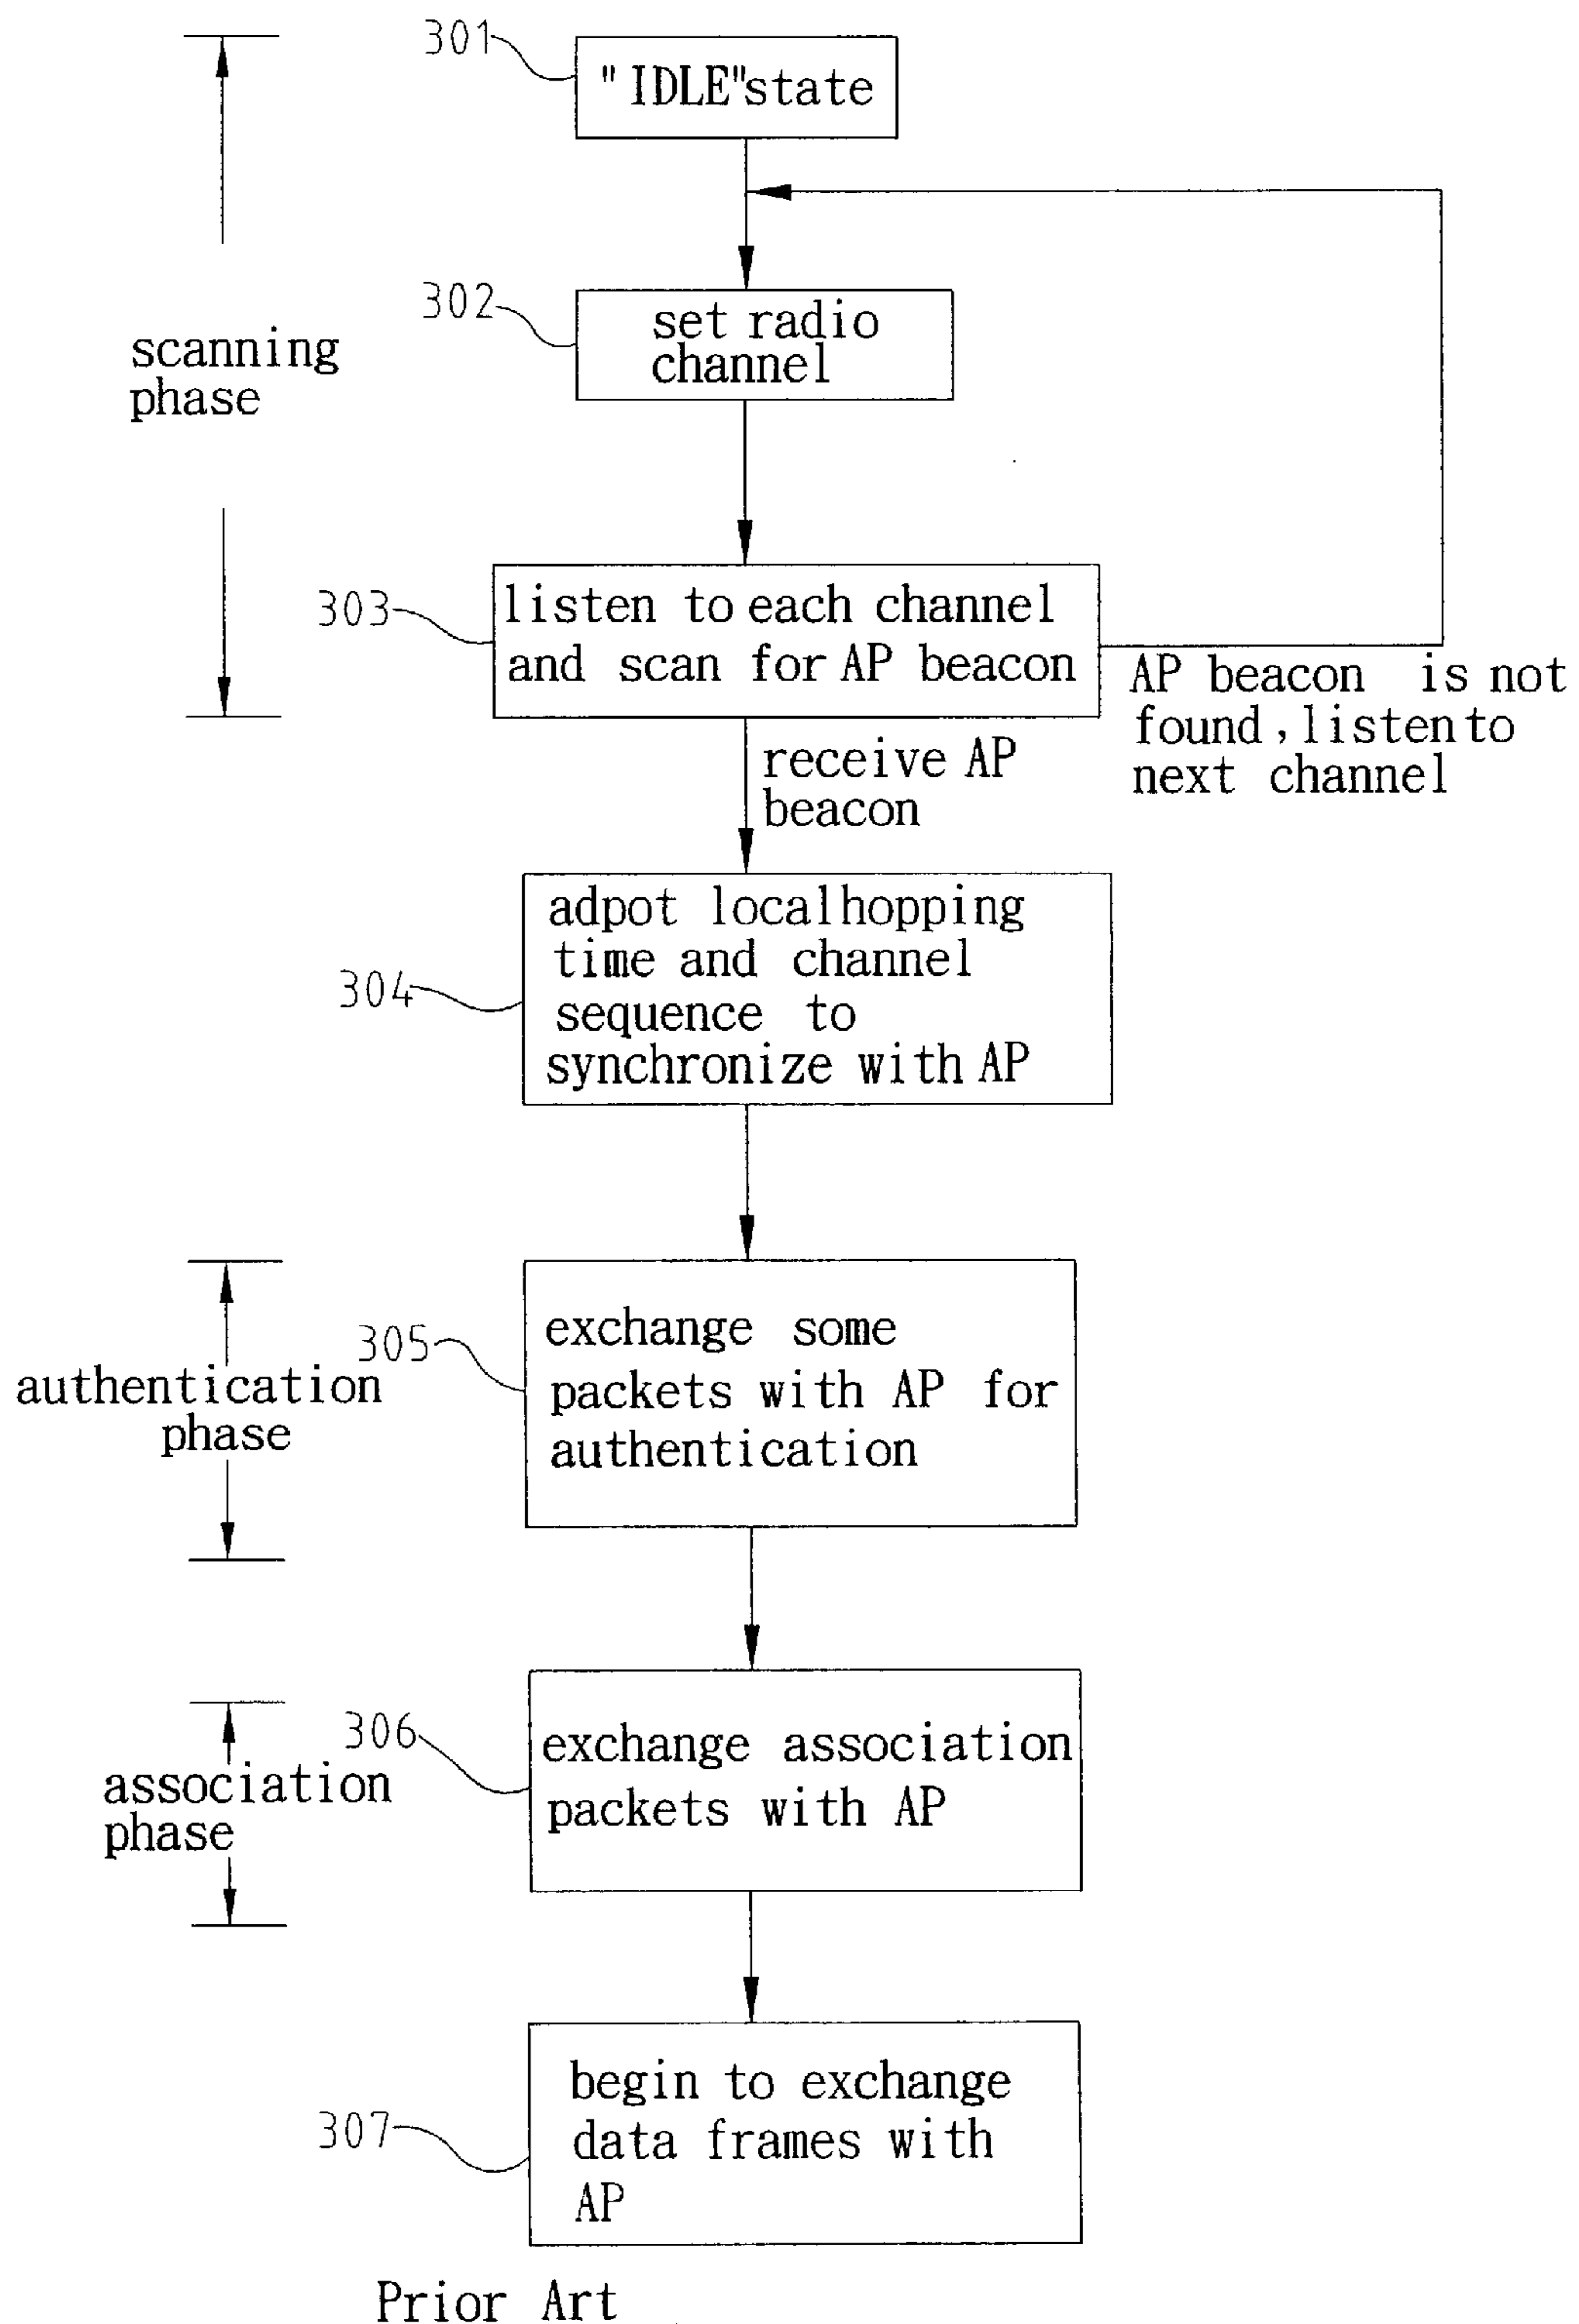 301
"IDLE"state
302
set radio
channel
scanning
phase
303
listen to each channel
and scan for AP beacon
AP beacon is not
found, listen to
next channel
receive AP
beacon
304
adpot localhopping
time and channel
sequence to
synchronize with AP
authentication
phase
305
exchange some
packets with AP for
authentication
association
phase
306
exchange association
packets with AP
307
begin to exchange
data frames with
AP
Prior Art